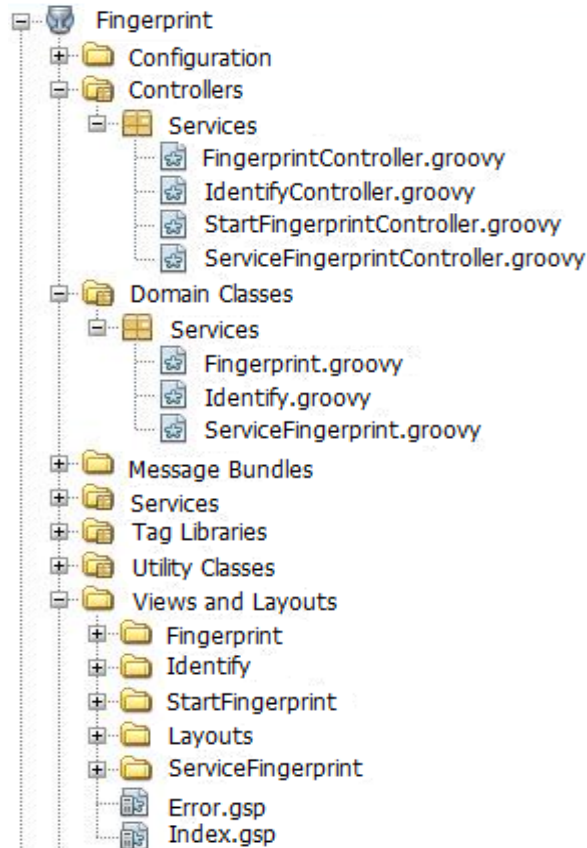 Fingerprint
Configuration
Controllers
Services
FingerprintController.groovy
IdentifyController.groovy
StartFingerprintController.groovy
ServiceFingerprintController.groovy
Domain Classes
Services
Fingerprint.groovy
Identify.groovy
ServiceFingerprint.groovy
Message Bundles
Services
Tag Libraries
Utility Classes
Views and Layouts
Fingerprint
Identify
StartFingerprint
Layouts
ServiceFingerprint
Error.gsp
Index.gsp